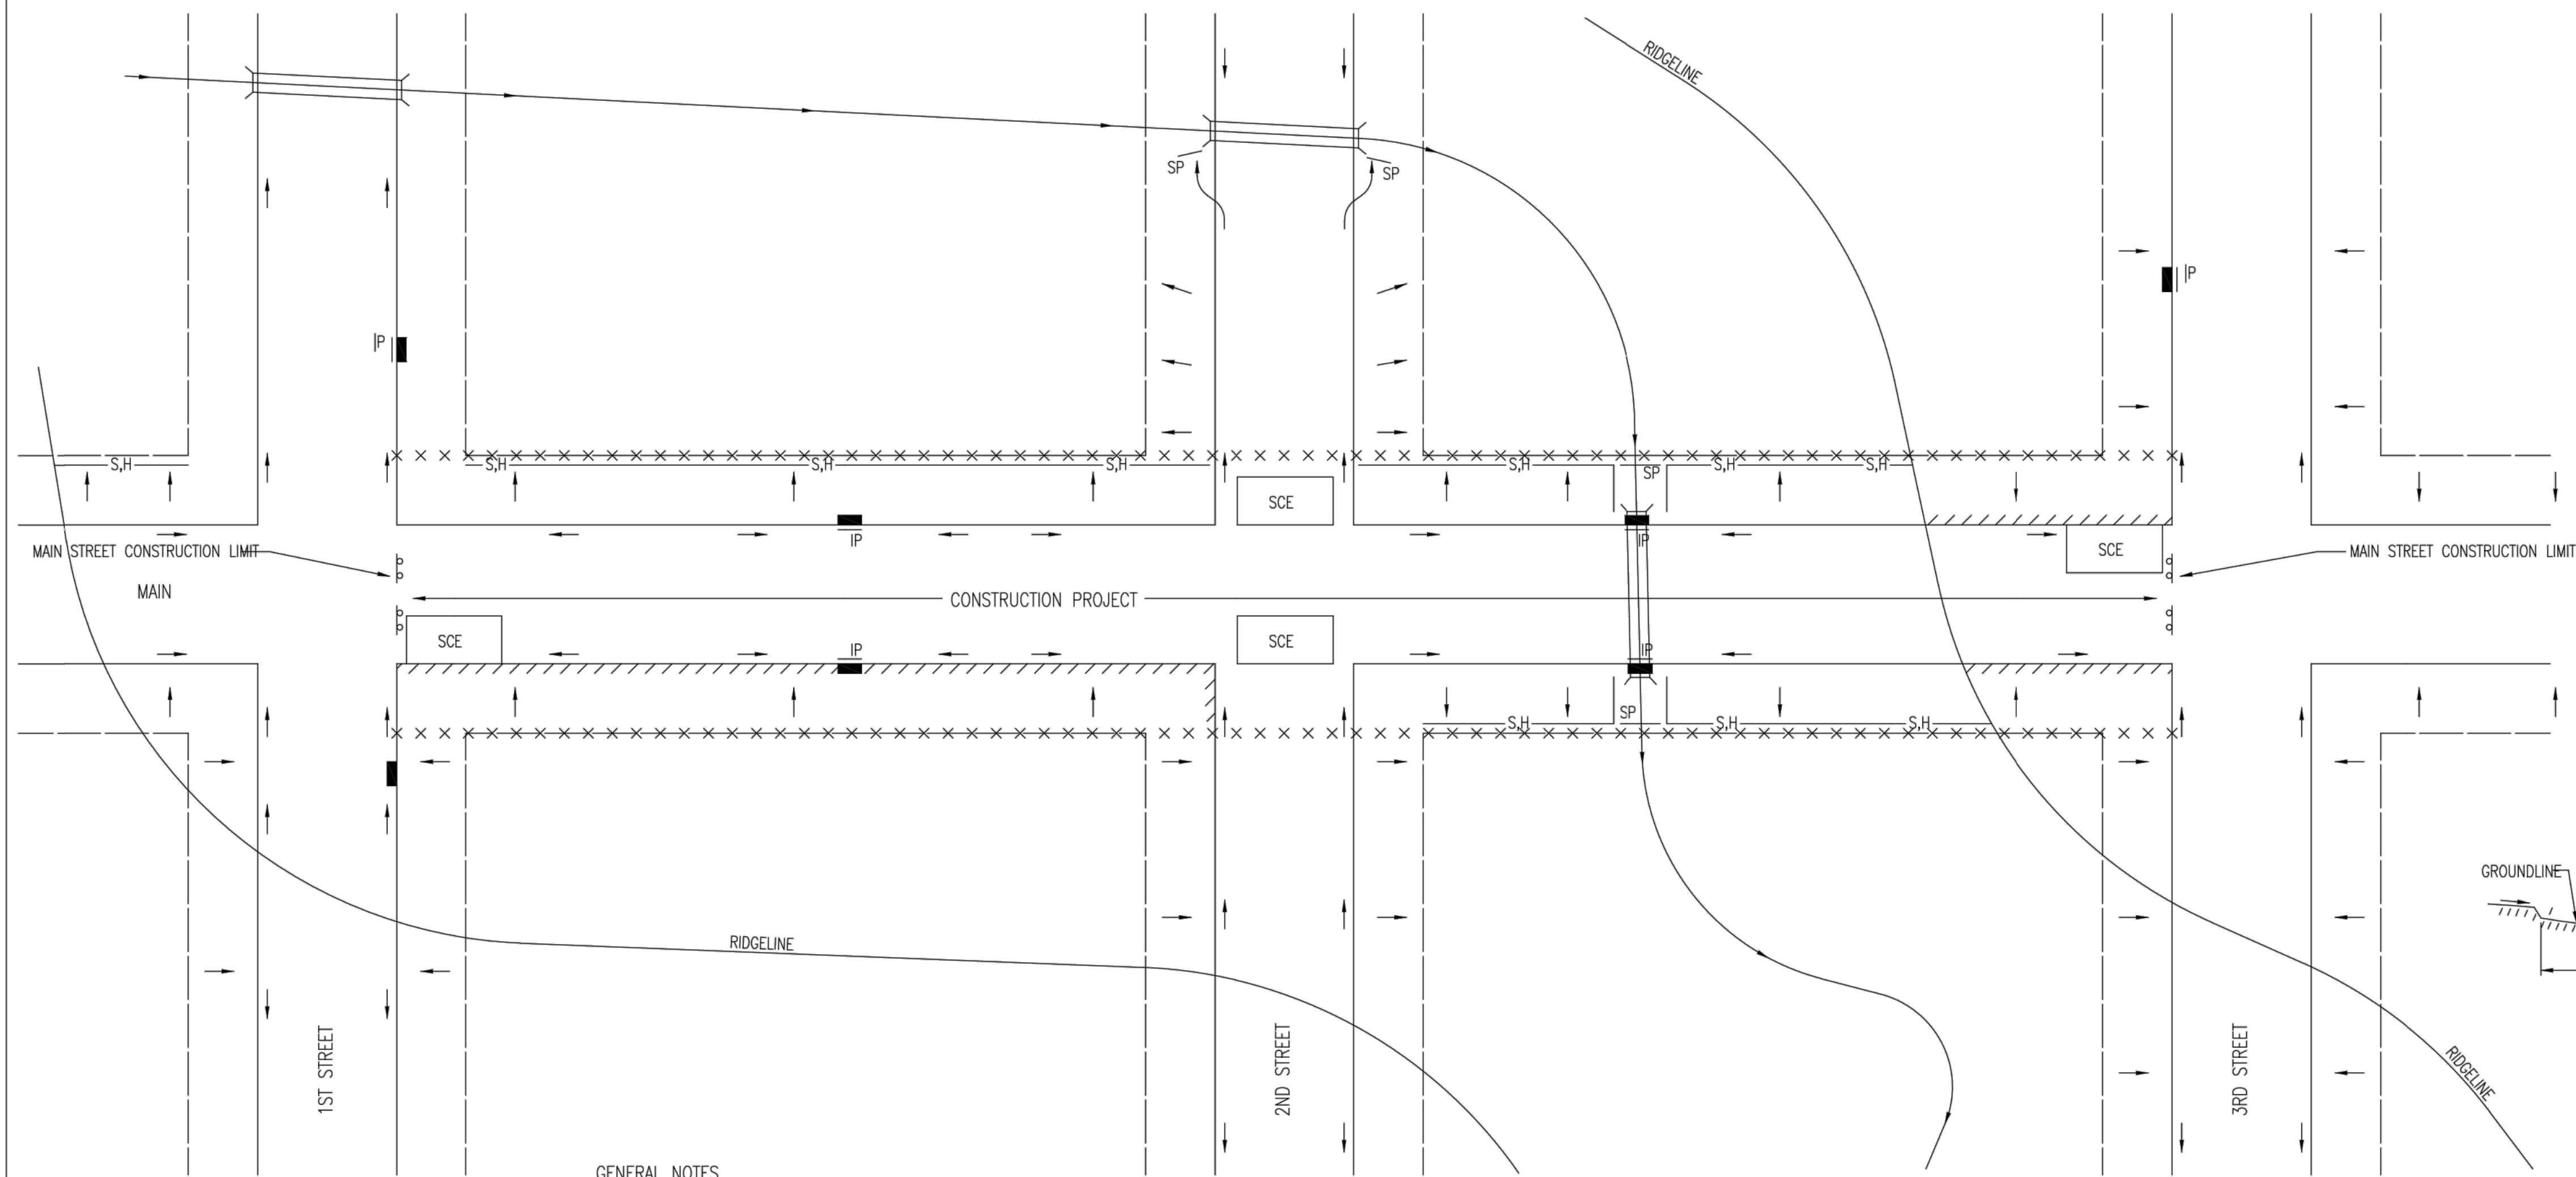 RIDGELINE
SP
SP
IP
IP
S,H
S,H
S,H
S,H
S,H
S,H
S,H
SP
SCE
IP
IP
SCE
MAIN STREET CONSTRUCTION LIMIT
MAIN STREET CONSTRUCTION LIMIT
MAIN
CONSTRUCTION PROJECT
SCE
SCE
IP
IP
SP
S,H
S,H
S,H
GROUNDLINE
RIDGELINE
1ST STREET
2ND STREET
3RD STREET
RIDGELINE
GENERAL NOTES